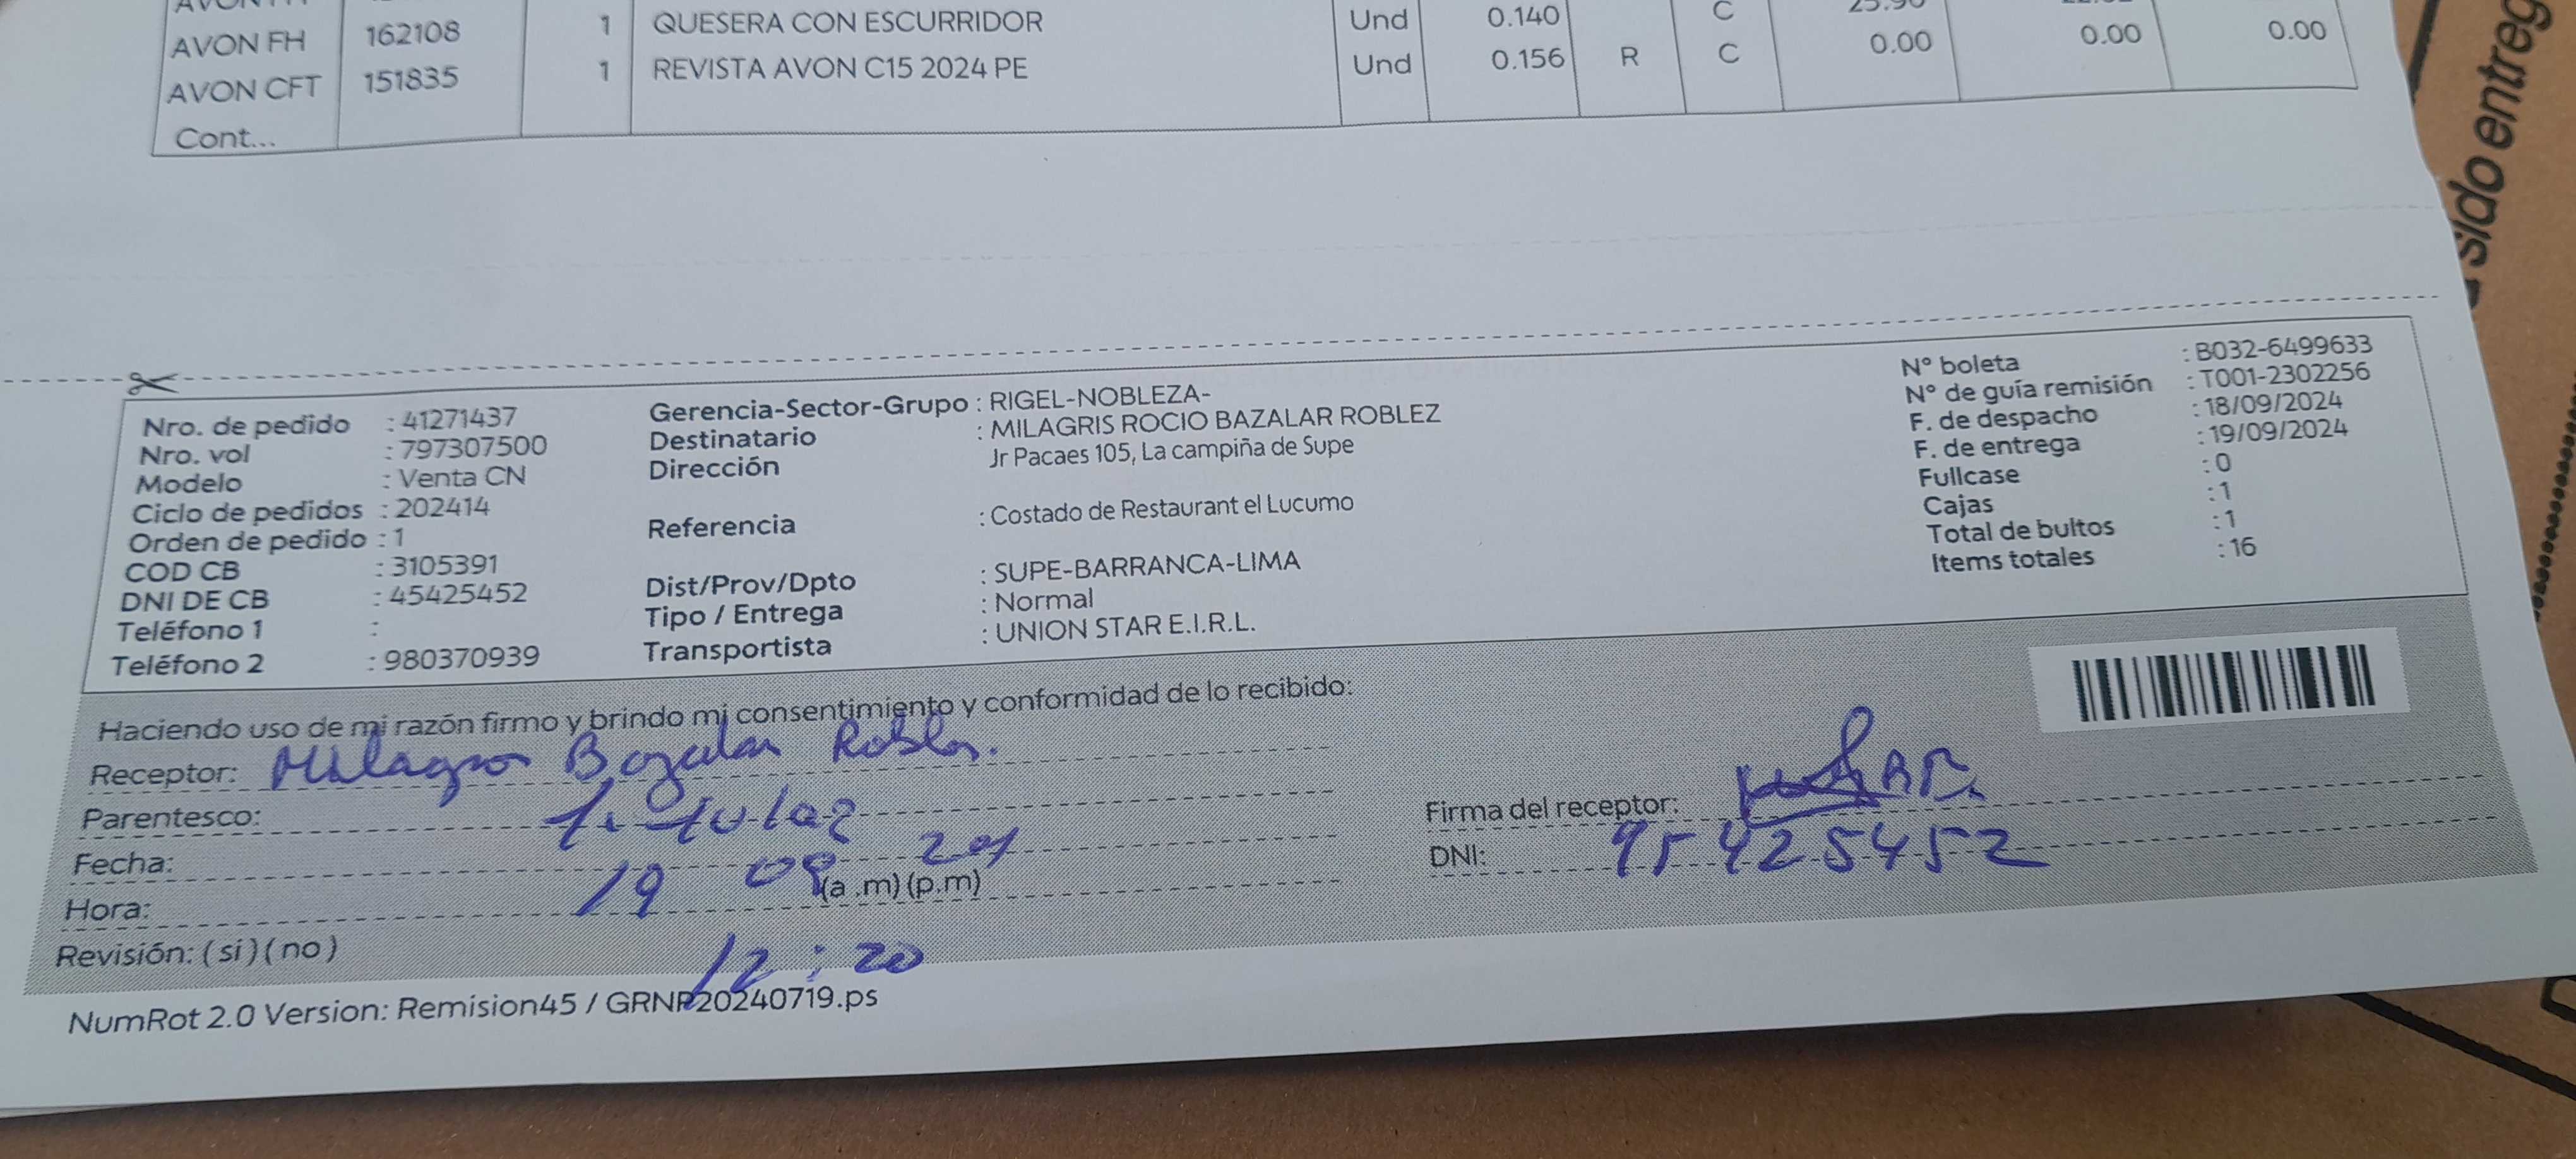 AVON FH 162108 1 QUESERA CON ESCURRIDOR Und 0.140 C
AVON CFT 151835 1 REVISTA AVON C15 2024 PE Und 0.156 R C 0.00 0.00 0.00
Cont...
Nro. de pedido : 41271437
Nro. vol : 797307500
Modelo : Venta CN
Ciclo de pedidos : 202414
Orden de pedido : 1
COD CB : 3105391
DNI DE CB : 45425452
Teléfono 1 :
Teléfono 2 : 980370939
Gerencia-Sector-Grupo : RIGEL-NOBLEZA-
Destinatario : MILAGRIS ROCIO BAZALAR ROBLEZ
Dirección Jr Pacaes 105, La campiña de Supe
Referencia : Costado de Restaurant el Lucumo
Dist/Prov/Dpto : SUPE-BARRANCA-LIMA
Tipo / Entrega : Normal
Transportista : UNION STAR E.I.R.L.
N° boleta : B032-6499633
N° de guía remisión : T001-2302256
F. de despacho : 18/09/2024
F. de entrega : 19/09/2024
Fullcase : 0
Cajas : 1
Total de bultos : 1
Items totales : 16
Haciendo uso de mi razón firmo y brindo mi consentimiento y conformidad de lo recibido:
Receptor: Milagros Bazalar Robles.
Parentesco: titular
Fecha: 19 09
Hora: (a .m) (p.m)
12:20
Revisión: ( si ) ( no )
Firma del receptor:
DNI: 45425452
NumRot 2.0 Version: Remision45 / GRNP20240719.ps
sido entreg